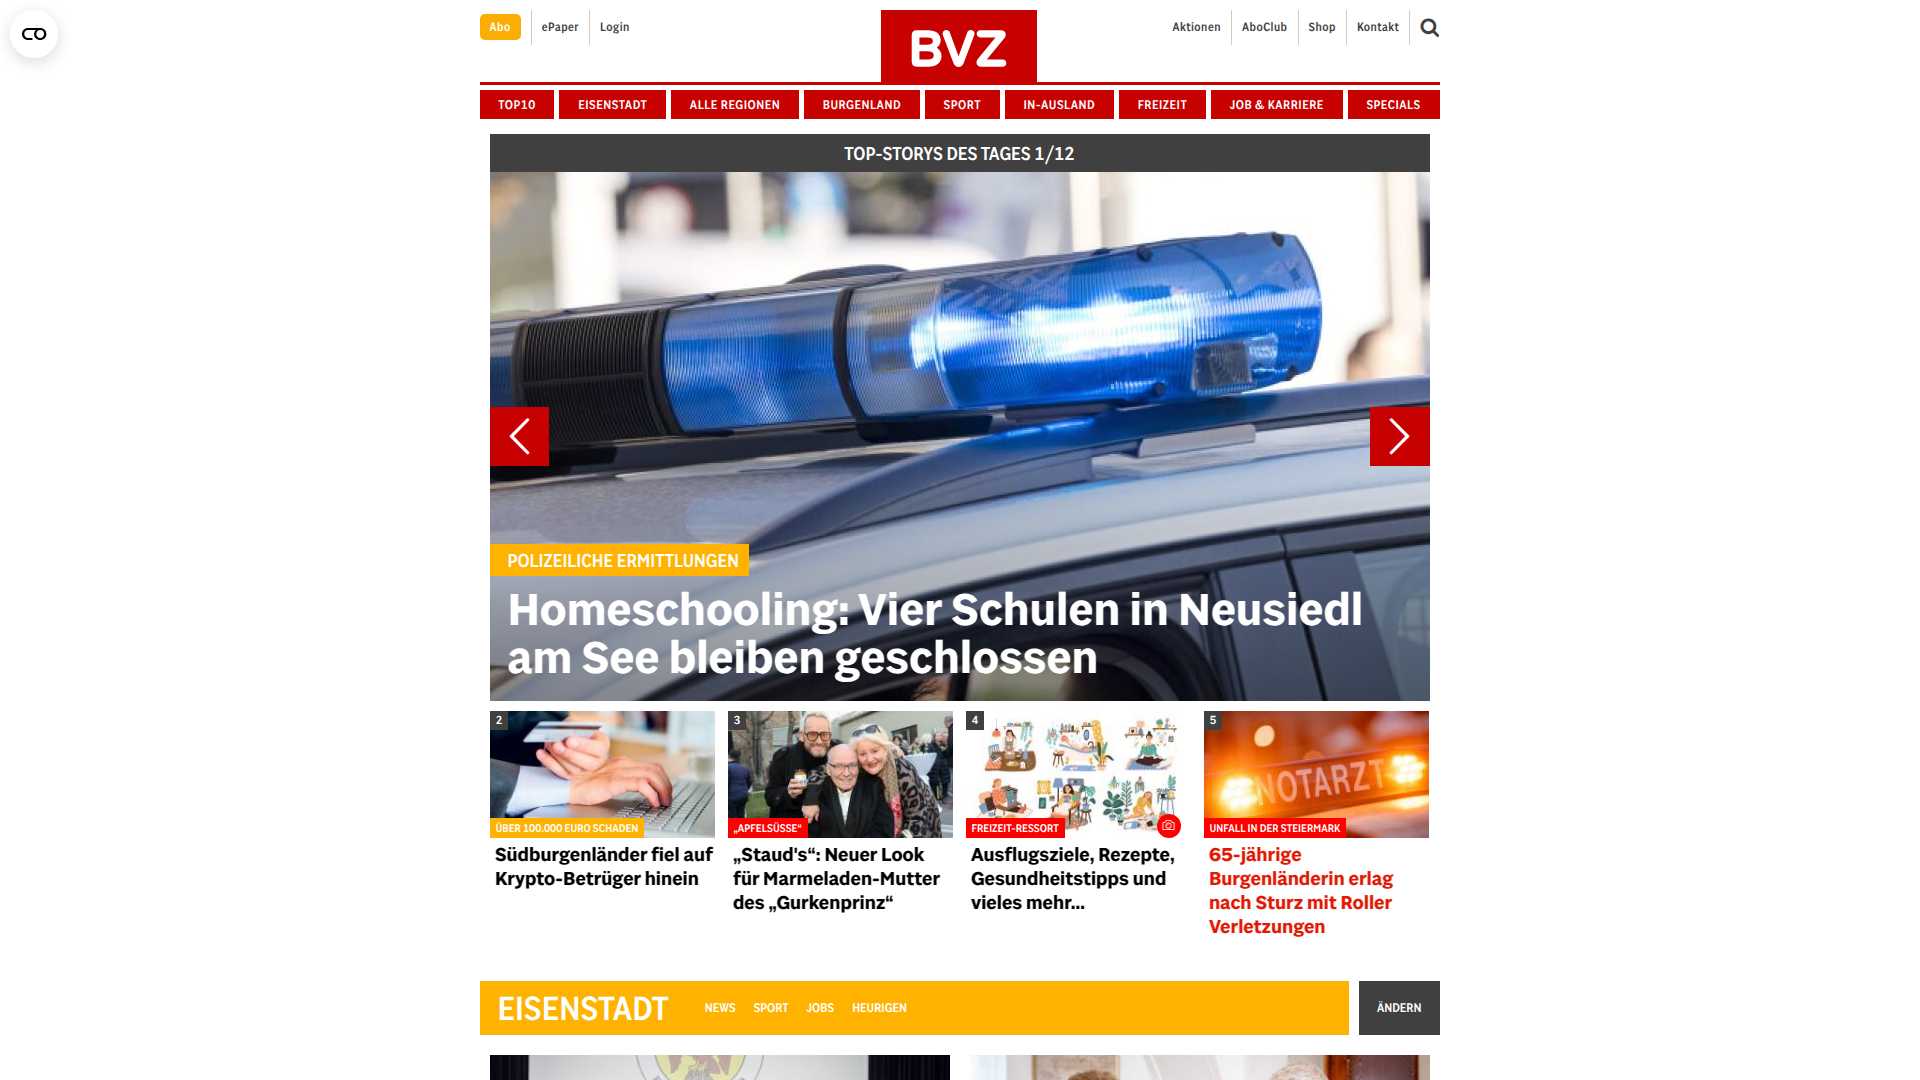 Abo
ePaper
Login
BVZ
Aktionen
AboClub
Shop
Kontakt
TOP10
EISENSTADT
ALLE REGIONEN
BURGENLAND
SPORT
IN-AUSLAND
FREIZEIT
JOB & KARRIERE
SPECIALS
TOP-STORYS DES TAGES 1/12
POLIZEILICHE ERMITTLUNGEN
Homeschooling: Vier Schulen in Neusiedl
am See bleiben geschlossen
2
ÜBER 100.000 EURO SCHADEN
Südburgenländer fiel auf
Krypto-Betrüger hinein
3
„APFELSÜSSE“
„Staud's“: Neuer Look
für Marmeladen-Mutter
des „Gurkenprinz“
4
FREIZEIT-RESSORT
Ausflugsziele, Rezepte,
Gesundheitstipps und
vieles mehr...
5
NOTARZT
UNFALL IN DER STEIERMARK
65-jährige
Burgenländerin erlag
nach Sturz mit Roller
Verletzungen
EISENSTADT
NEWS
SPORT
JOBS
HEURIGEN
ÄNDERN